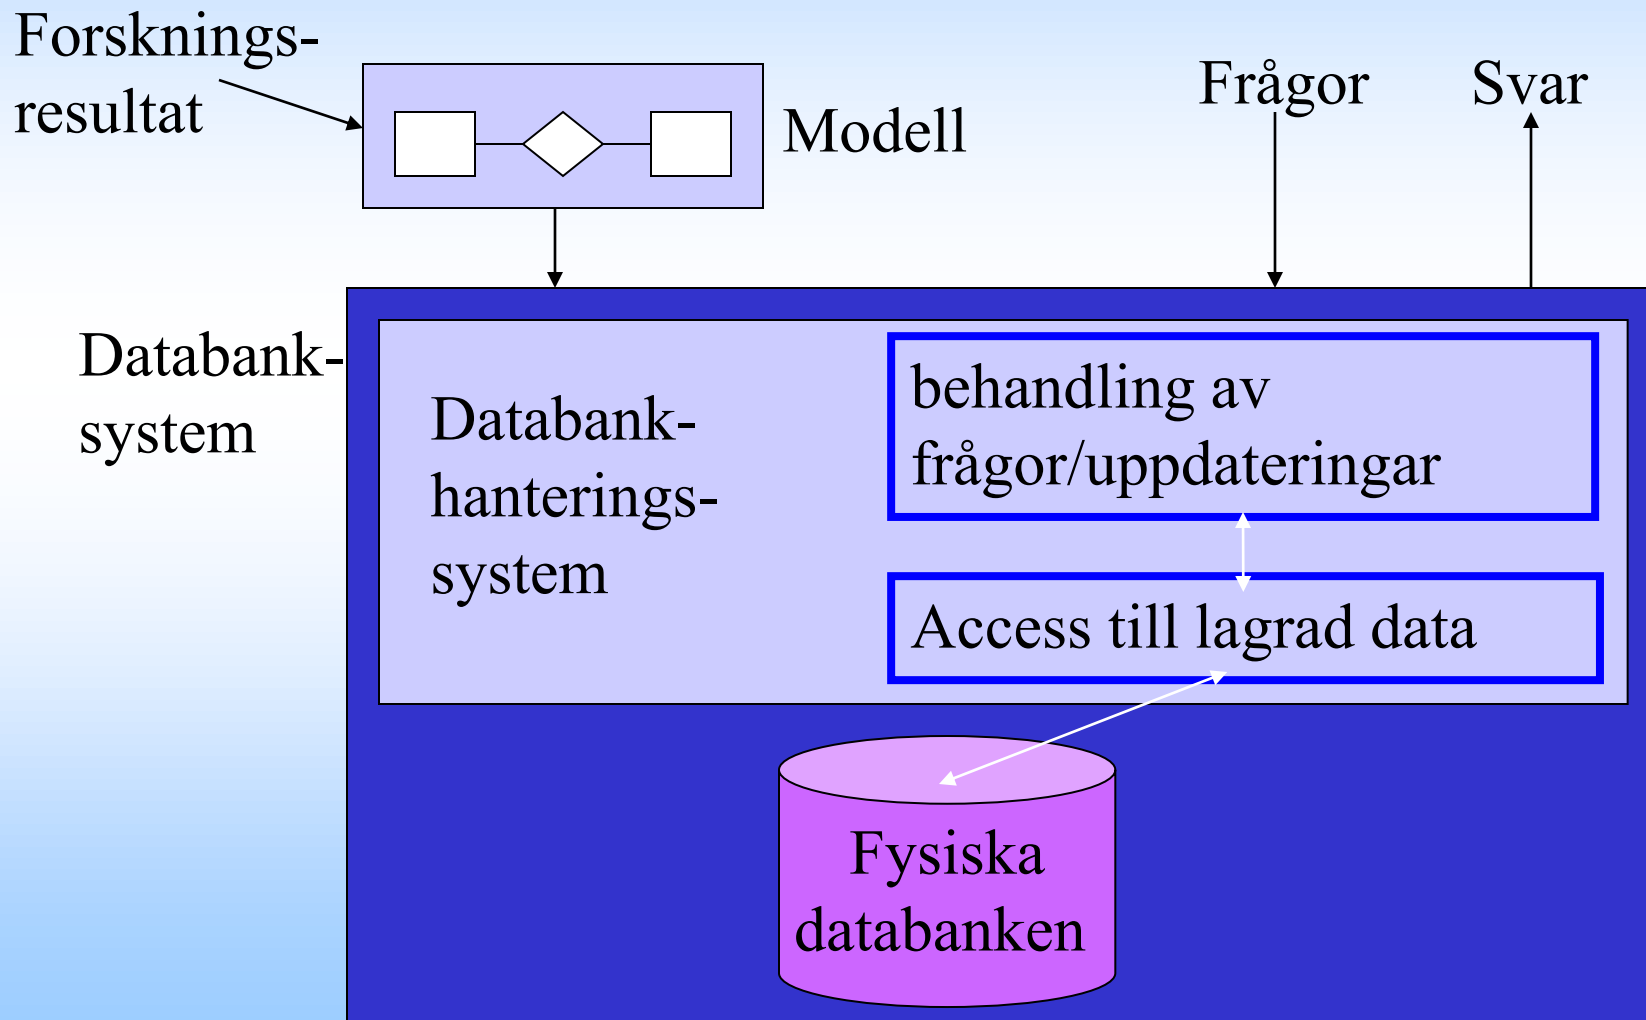 Forsknings-
resultat
Modell
Frågor
Svar
Databank-
system
Databank-
hanterings-
system
behandling av
frågor/uppdateringar
Access till lagrad data
Fysiska
databanken